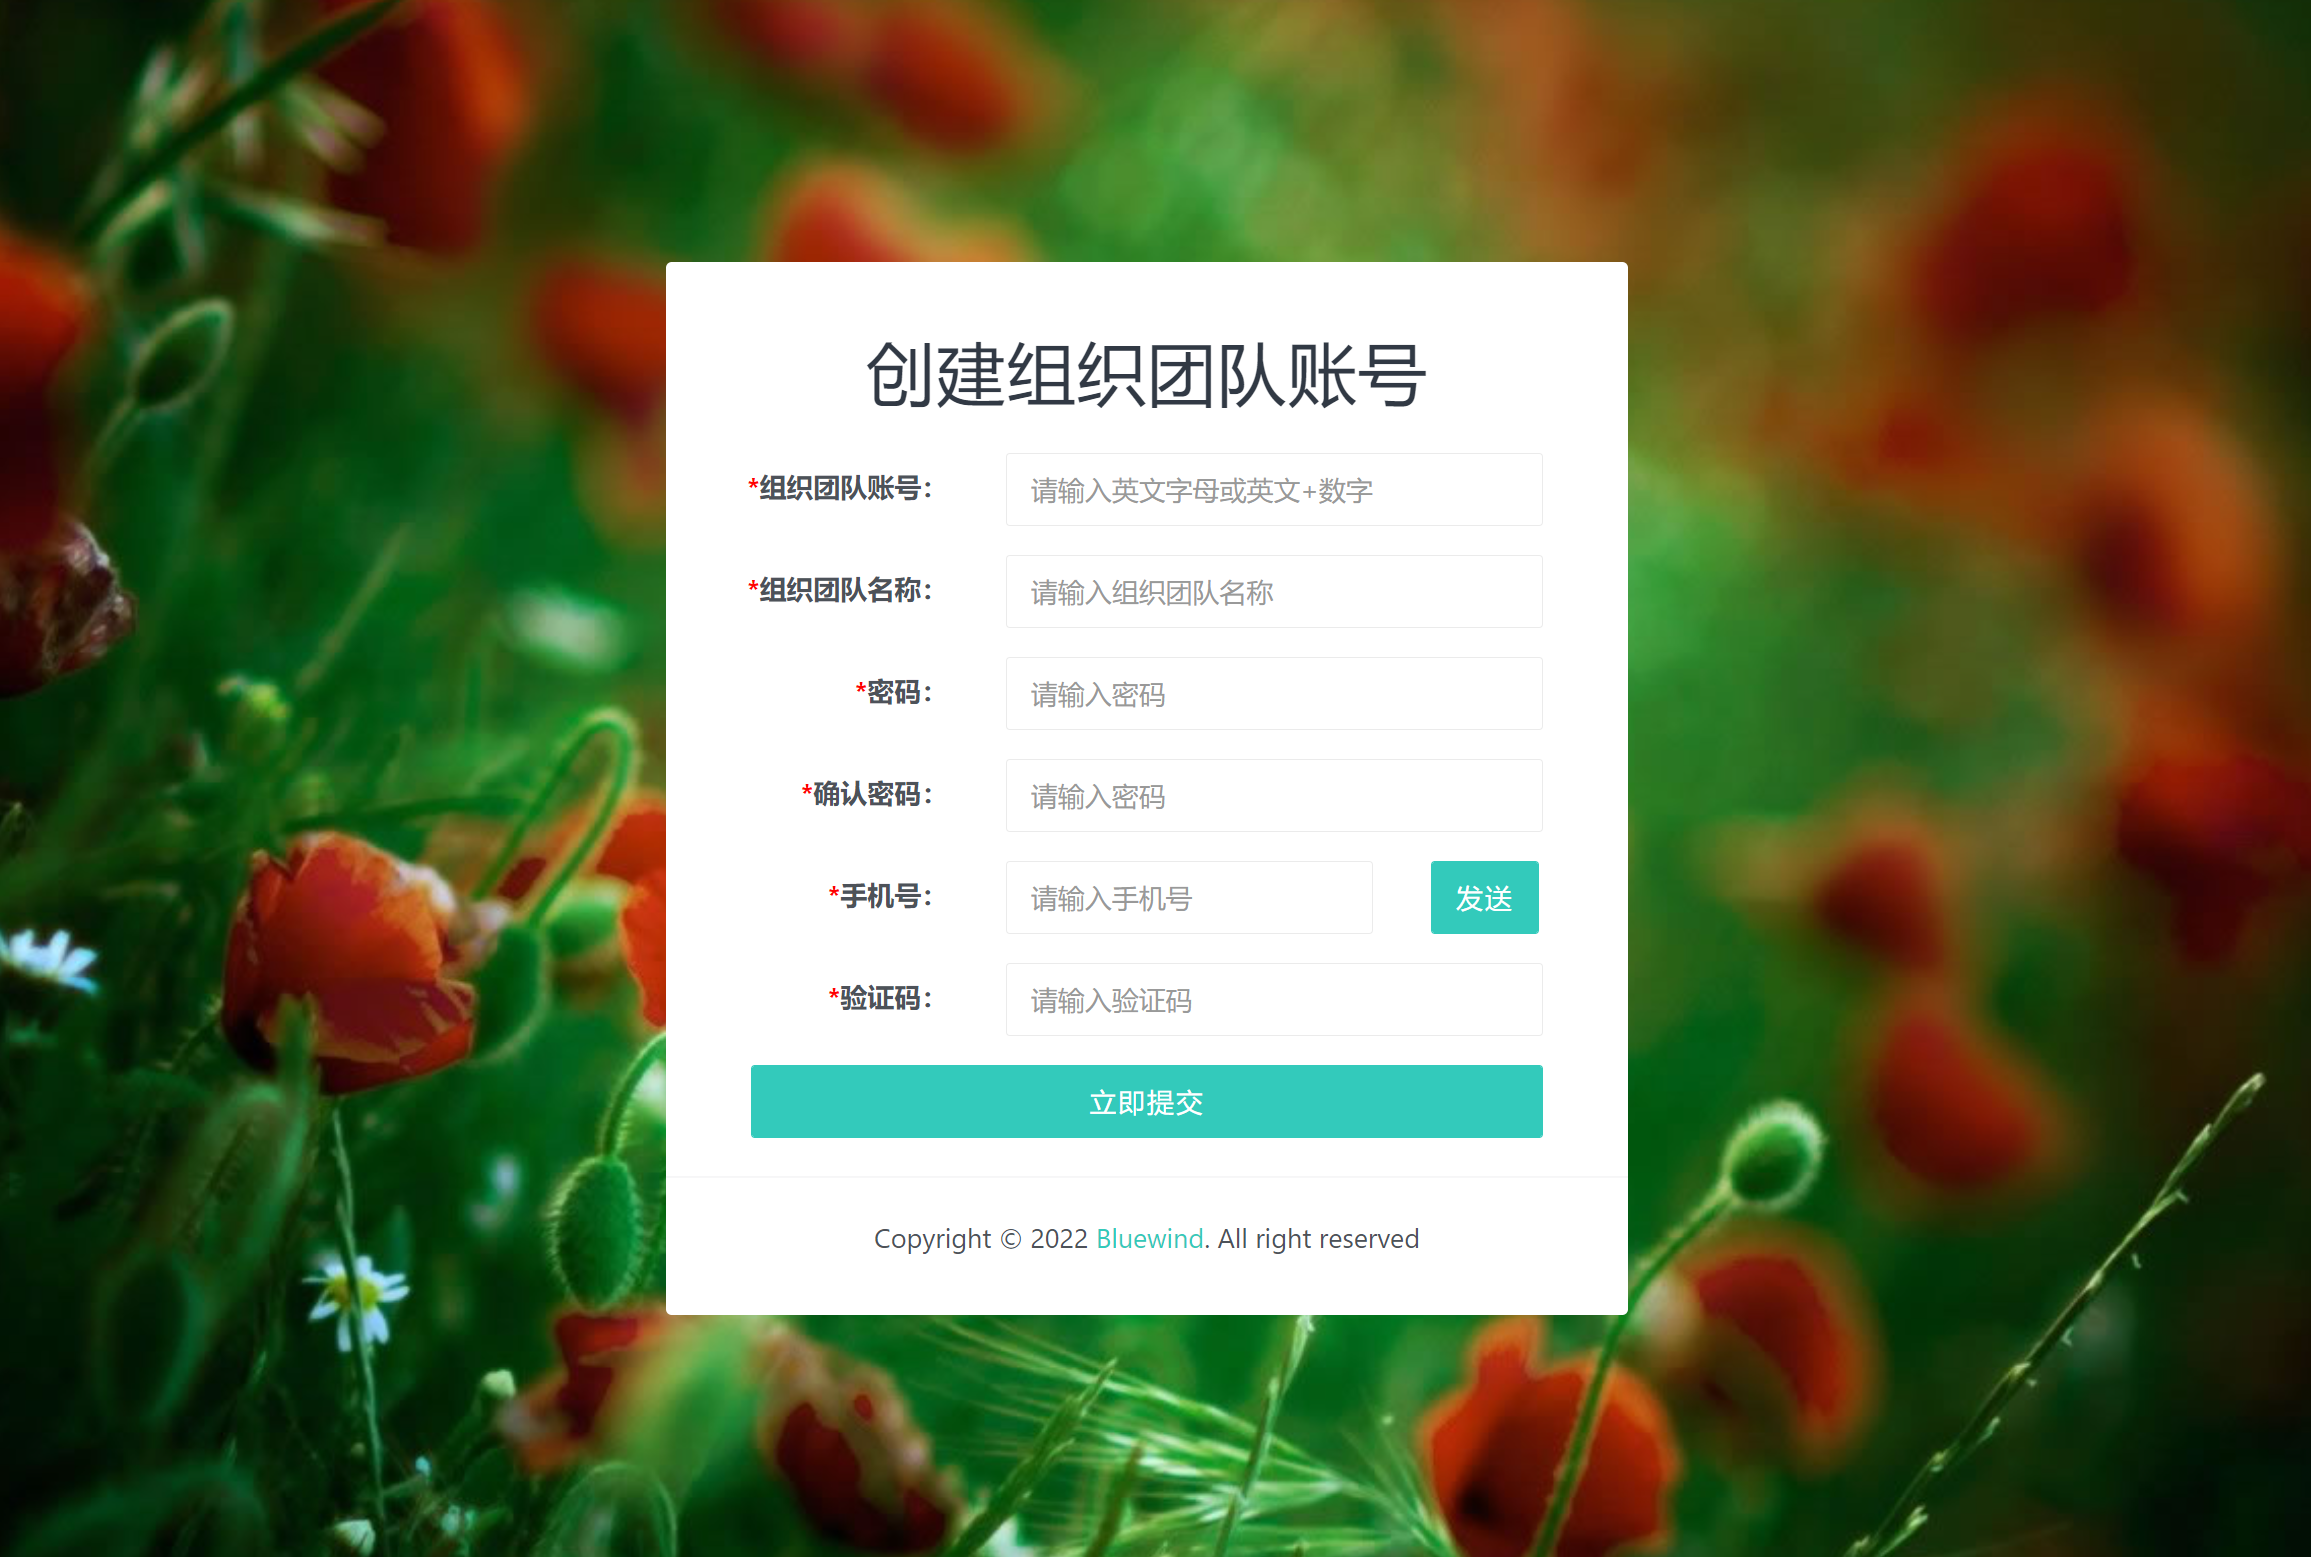 创建组织团队账号
*组织团队账号： 请输入英文字母或英文+数字
*组织团队名称： 请输入组织团队名称
*密码： 请输入密码
*确认密码： 请输入密码
*手机号： 请输入手机号 发送
*验证码： 请输入验证码
立即提交
Copyright © 2022 Bluewind. All right reserved